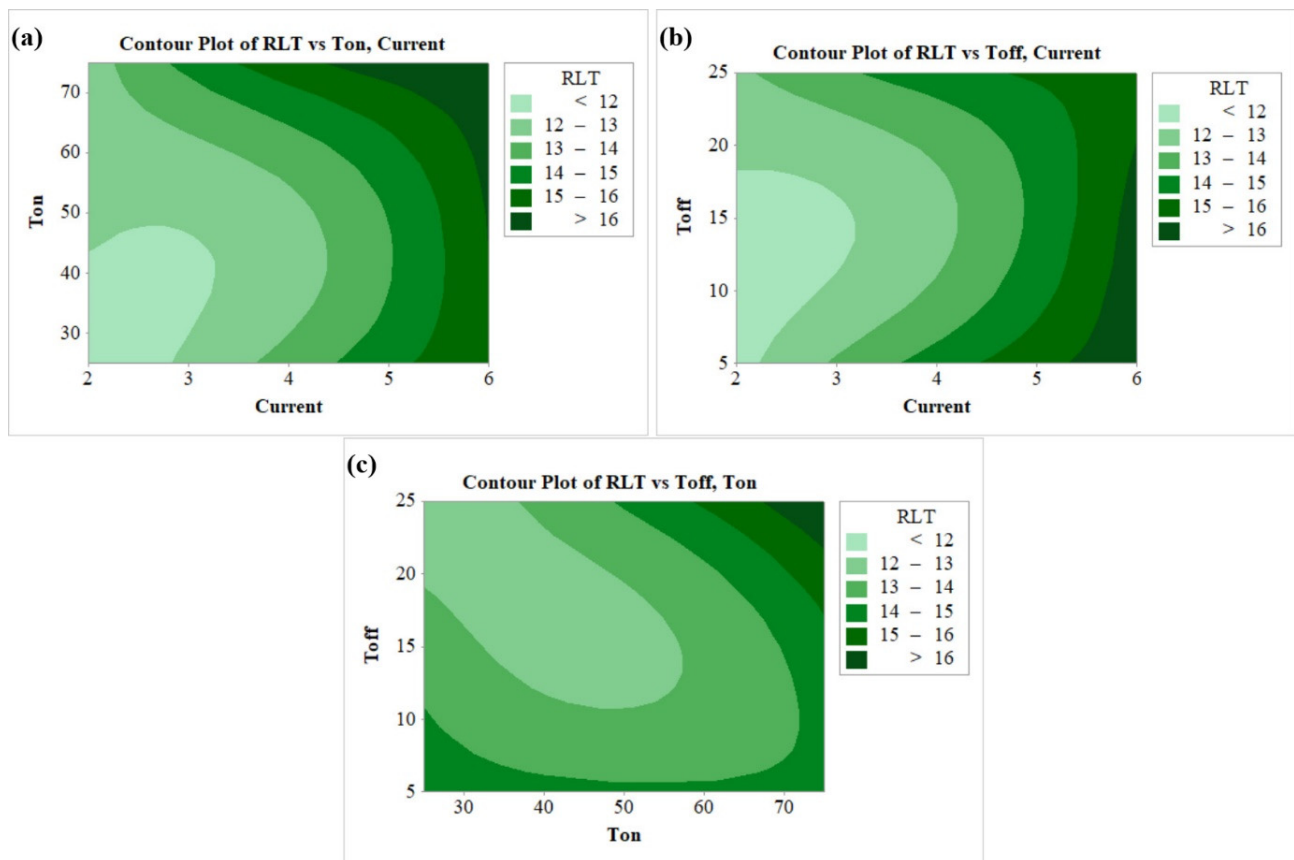 (a)
Contour Plot of RLT vs Ton, Current
70
60
50
40
30
Ton
2 3 4 5 6
Current
RLT
< 12
12 – 13
13 – 14
14 – 15
15 – 16
> 16
(b)
Contour Plot of RLT vs Toff, Current
25
20
15
10
5
Toff
2 3 4 5 6
Current
RLT
< 12
12 – 13
13 – 14
14 – 15
15 – 16
> 16
(c)
Contour Plot of RLT vs Toff, Ton
25
20
15
10
5
Toff
30 40 50 60 70
Ton
RLT
< 12
12 – 13
13 – 14
14 – 15
15 – 16
> 16